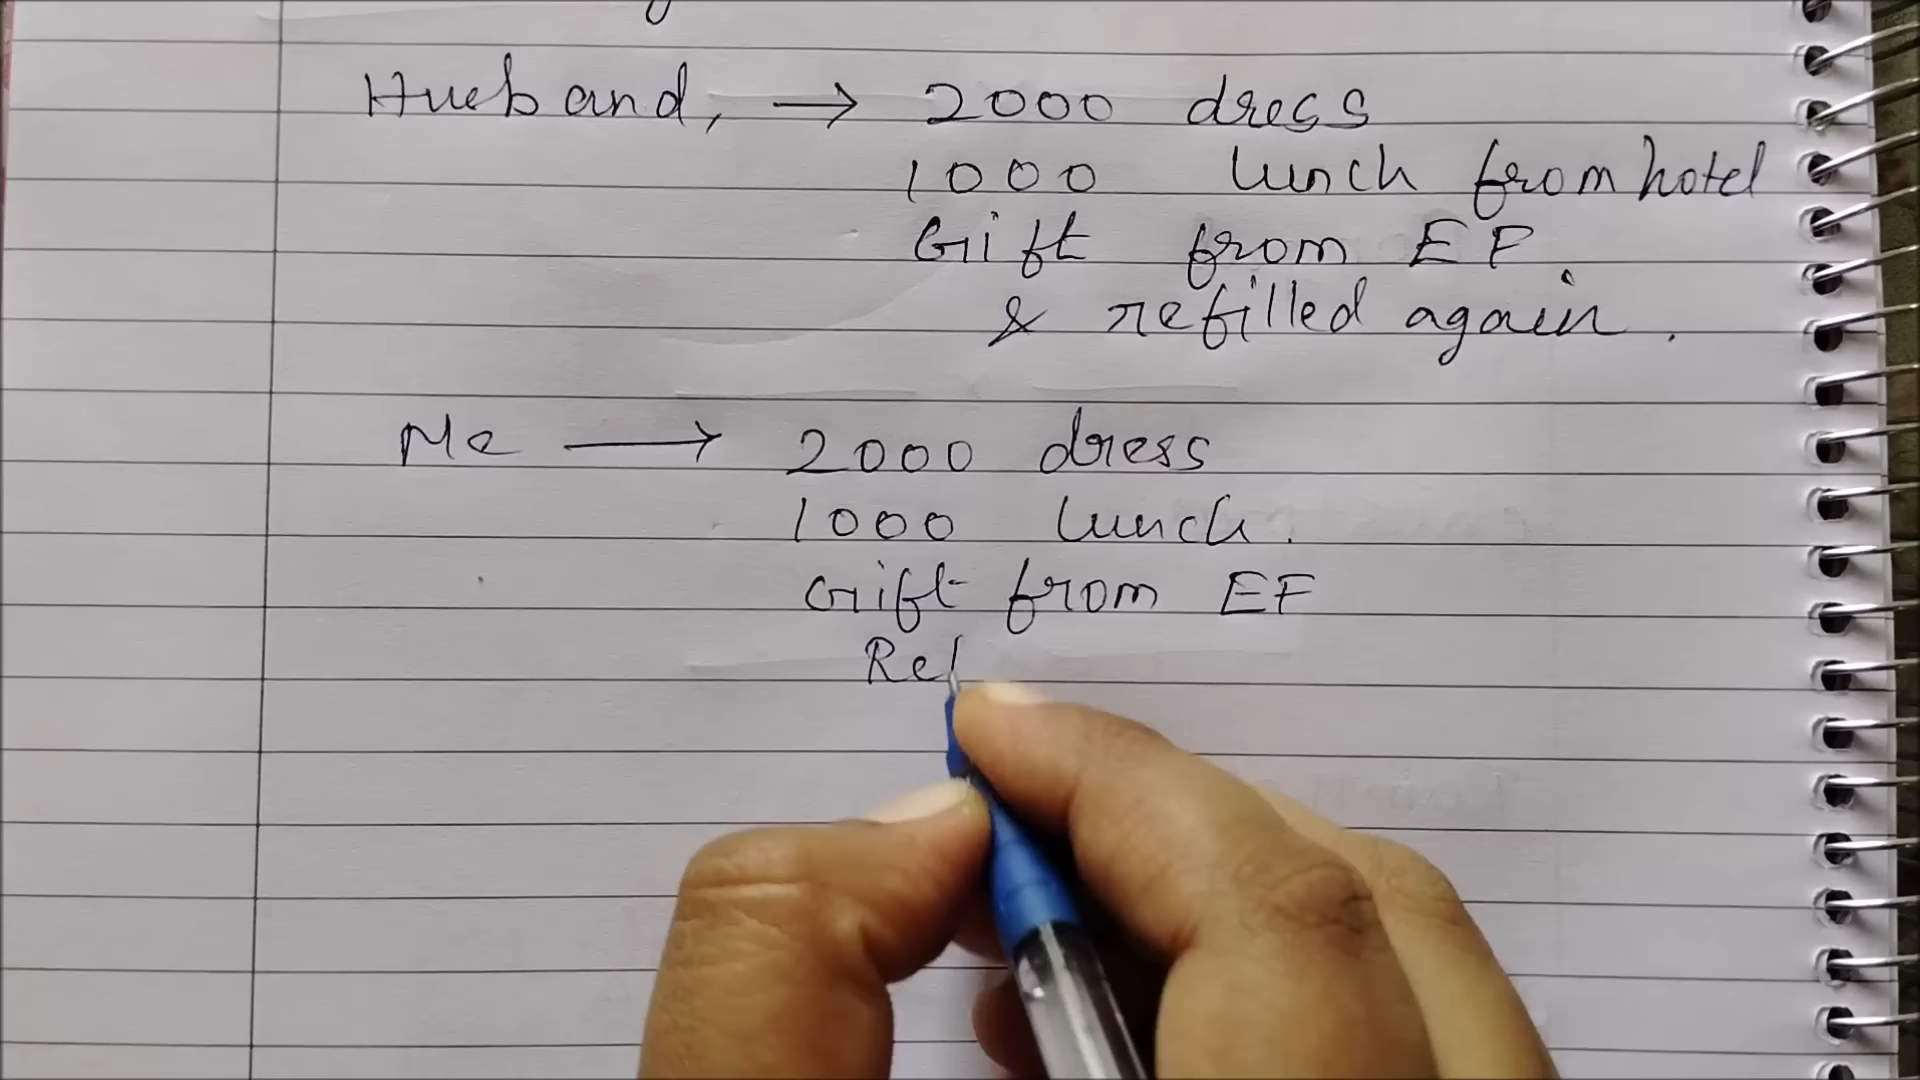 Husband, → 2000 dress
1000 lunch from hotel
Gift from EF.
& refilled again.
Me → 2000 dress
1000 lunch.
Gift from EF
Ref